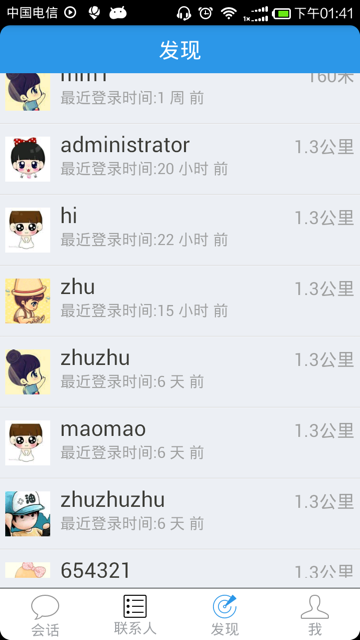 中国电信 1x 下午01:41
发现
160米
最近登录时间:1 周 前
administrator 1.3公里
最近登录时间:20 小时 前
hi 1.3公里
最近登录时间:22 小时 前
zhu 1.3公里
最近登录时间:15 小时 前
zhuzhu 1.3公里
最近登录时间:6 天 前
maomao 1.3公里
最近登录时间:6 天 前
zhuzhuzhu 1.3公里
最近登录时间:6 天 前
654321 1.3公里
会话 联系人 发现 我